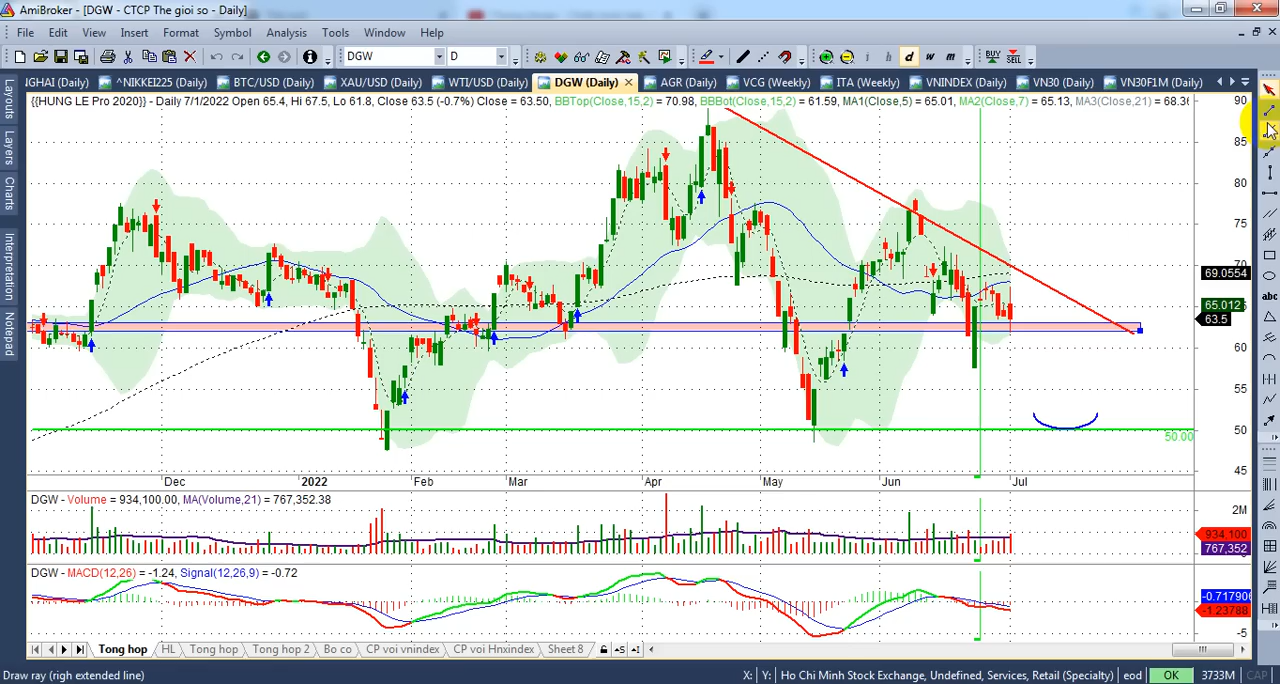 AmiBroker - [DGW - CTCP The gioi so - Daily]
File Edit View Insert Format Symbol Analysis Tools Window Help
DGW D i h d w m BUY SELL
GHAI (Daily) ^NIKKEI225 (Daily) BTC/USD (Daily) XAU/USD (Daily) WTI/USD (Daily) DGW (Daily) AGR (Daily) VCG (Weekly) ITA (Weekly) VNINDEX (Daily) VN30 (Daily) VN30F1M (Daily)
Layouts
Layers
Charts
Interpretation
Notepad
{{HUNG LE Pro 2020}} - Daily 7/1/2022 Open 65.4, Hi 67.5, Lo 61.8, Close 63.5 (-0.7%) Close = 63.50, BBTop(Close,15,2) = 70.98, BBBot(Close,15,2) = 61.59, MA1(Close,5) = 65.01, MA2(Close,7) = 65.13, MA3(Close,21) = 68.3
90
85
80
75
70
69.0554
65.012
63.5
60
55
50
50.00
45
abc
Dec 2022 Feb Mar Apr May Jun Jul
DGW - Volume = 934,100.00, MA(Volume,21) = 767,352.38
2M
934,100
767,352
DGW - MACD(12,26) = -1.24, Signal(12,26,9) = -0.72
-0.717906
-1.23788
-5
Tong hop HL Tong hop Tong hop 2 Bo co CP voi vnindex CP voi Hnxindex Sheet 8
Draw ray (righ extended line) X: Y: Ho Chi Minh Stock Exchange, Undefined, Services, Retail (Specialty) eod OK 3733M CAP